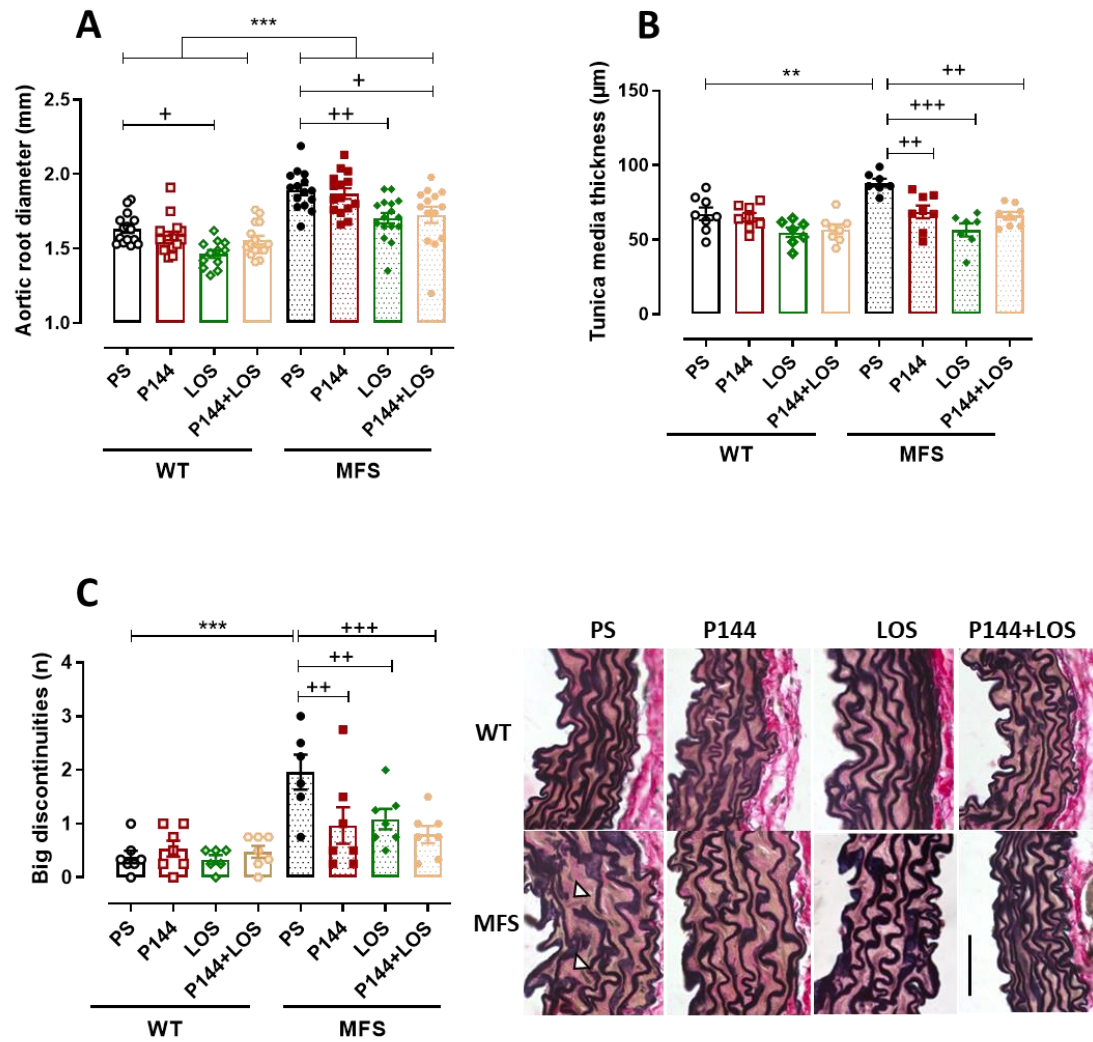 A
***
+
+
++
Aortic root diameter (mm)
2.5
2.0
1.5
1.0
PS
P144
LOS
P144+LOS
PS
P144
LOS
P144+LOS
WT
MFS
B
**
++
+++
++
Tunica media thickness (µm)
150
100
50
0
PS
P144
LOS
P144+LOS
PS
P144
LOS
P144+LOS
WT
MFS
C
***
+++
++
++
Big discontinuities (n)
4
3
2
1
0
PS
P144
LOS
P144+LOS
PS
P144
LOS
P144+LOS
WT
MFS
PS P144 LOS P144+LOS
WT
MFS